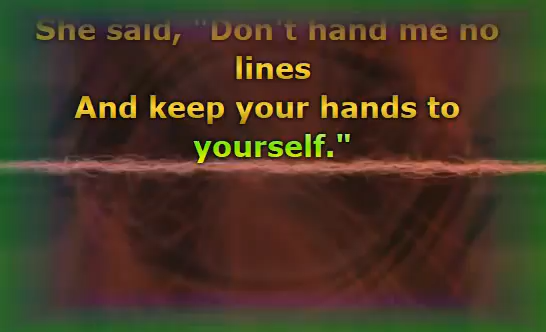 She said, "Don't hand me no
lines
And keep your hands to
yourself."